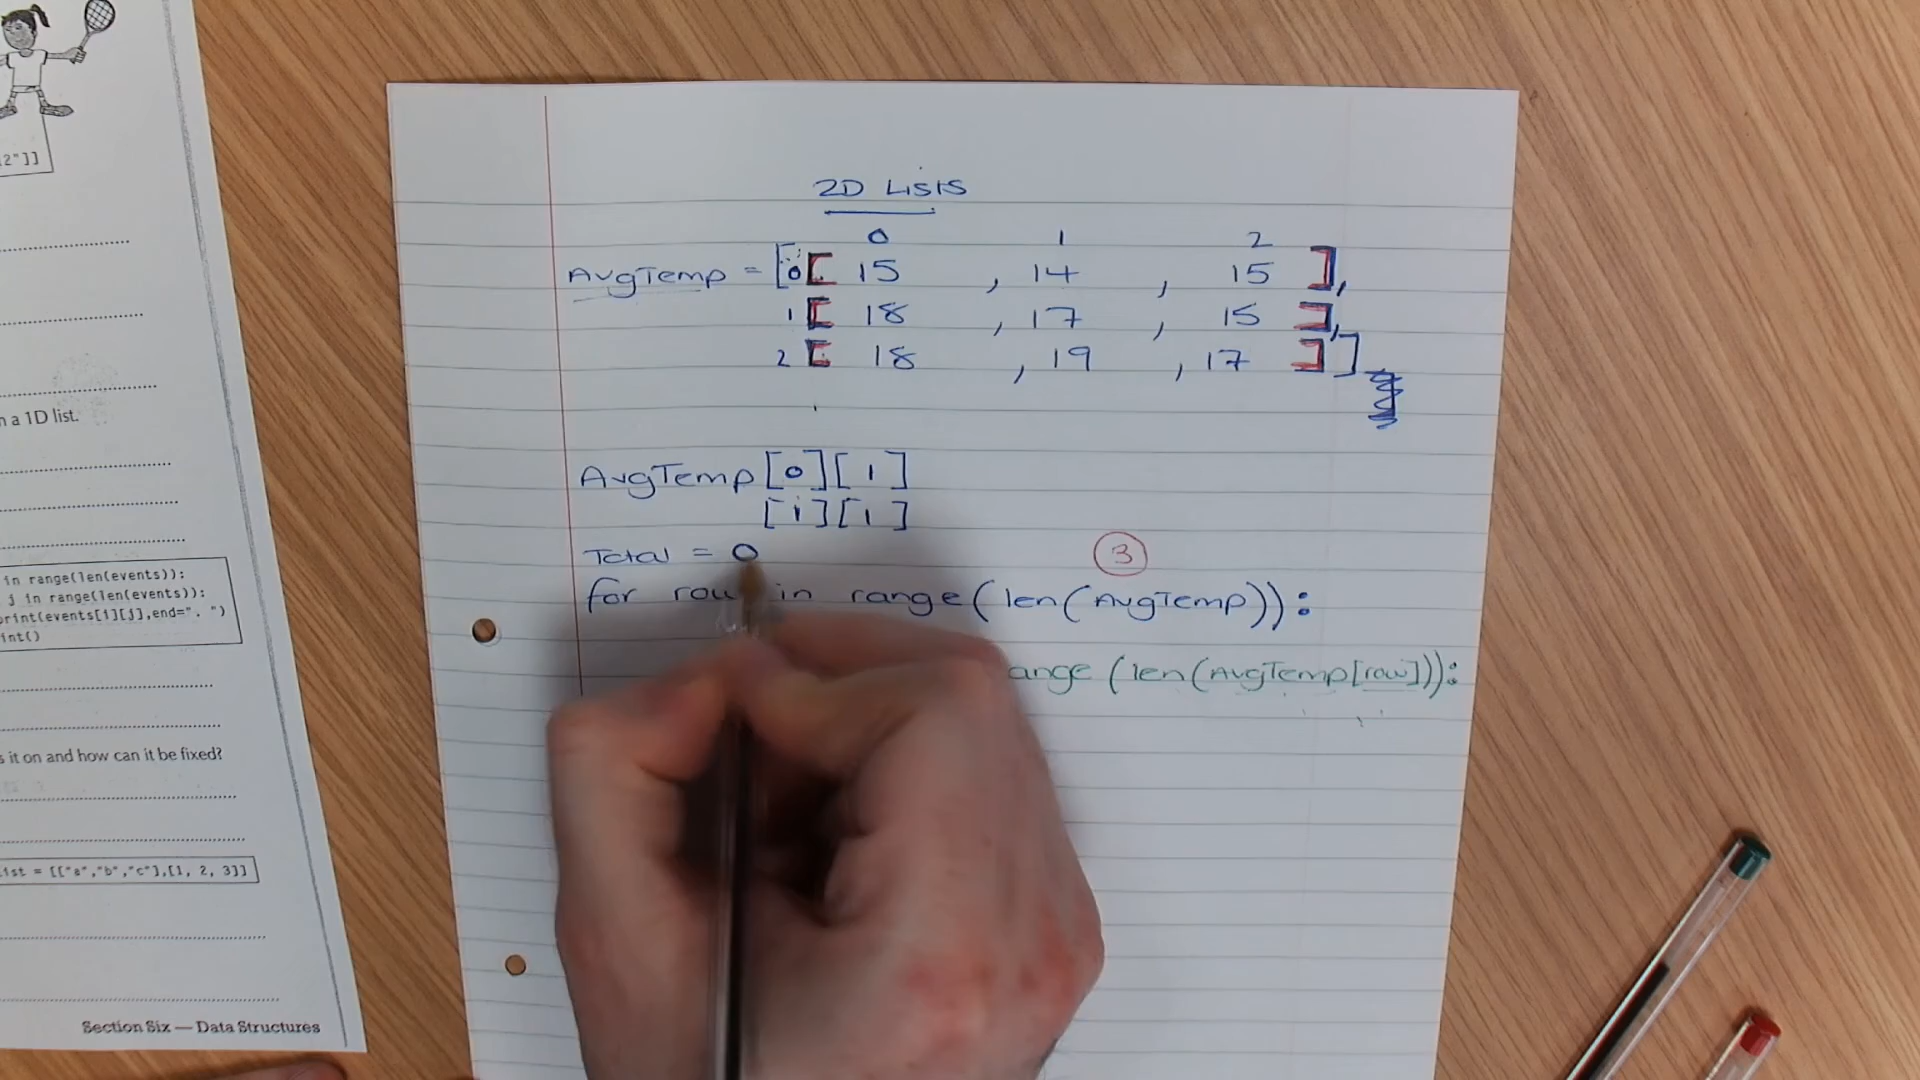 2"]]
n a 1D list.
in range(len(events)):
j in range(len(events)):
print(events[i][j],end=", ")
int()
s it on and how can it be fixed?
ist = [["a","b","c"],[1, 2, 3]]
Section Six — Data Structures
2D Lists
0 1 2
AvgTemp = [0[ 15 , 14 , 15 ],
1[ 18 , 17 , 15 ],
2[ 18 , 19 , 17 ]]
AvgTemp[0][1]
[i][i]
Total = 0
3
for row in range(len(AvgTemp)):
ange (len(AvgTemp[row])):